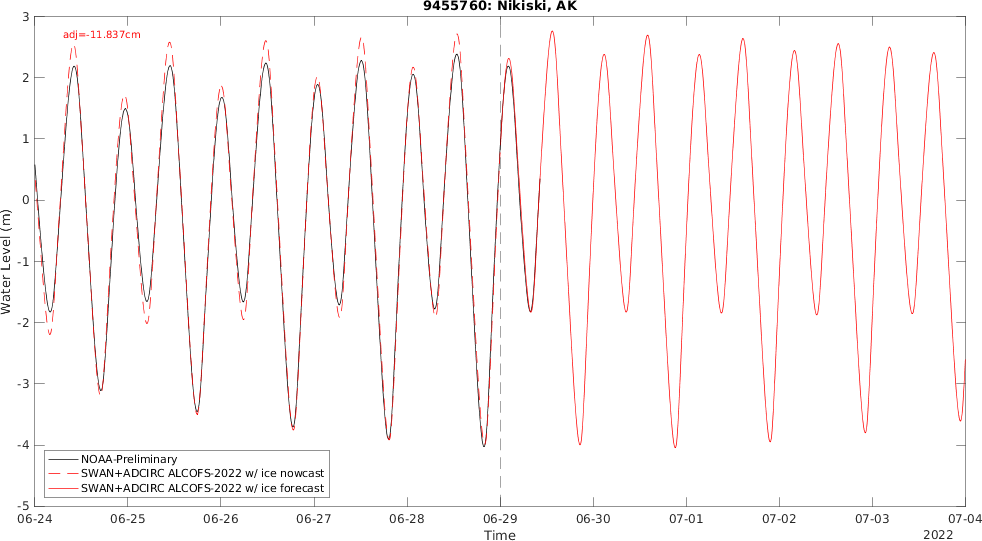 9455760: Nikiski, AK
adj=-11.837cm
3
2
1
0
-1
-2
-3
-4
-5
Water Level (m)
NOAA-Preliminary
SWAN+ADCIRC ALCOFS-2022 w/ ice nowcast
SWAN+ADCIRC ALCOFS-2022 w/ ice forecast
06-24 06-25 06-26 06-27 06-28 06-29 06-30 07-01 07-02 07-03 07-04
Time
2022